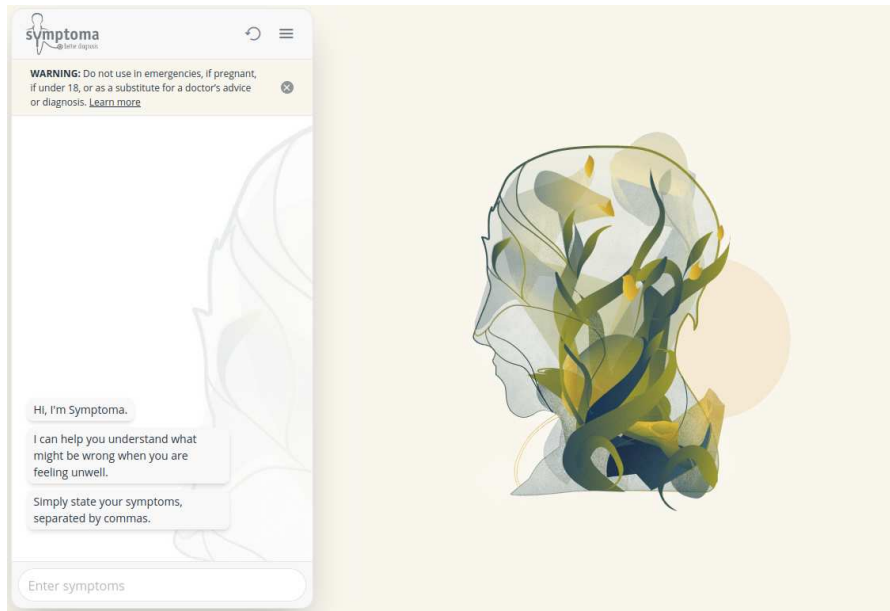 symptoma
Better diagnosis
WARNING: Do not use in emergencies, if pregnant,
if under 18, or as a substitute for a doctor's advice
or diagnosis. Learn more
Hi, I'm Symptoma.
I can help you understand what
might be wrong when you are
feeling unwell.
Simply state your symptoms,
separated by commas.
Enter symptoms